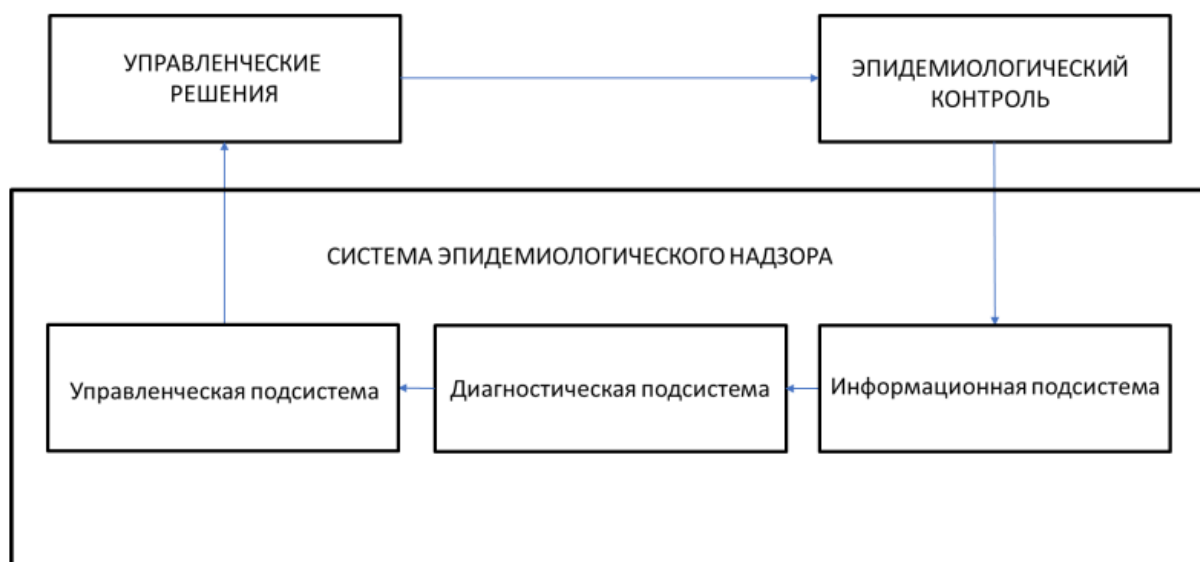 УПРАВЛЕНЧЕСКИЕ
РЕШЕНИЯ
ЭПИДЕМИОЛОГИЧЕСКИЙ
КОНТРОЛЬ
СИСТЕМА ЭПИДЕМИОЛОГИЧЕСКОГО НАДЗОРА
Управленческая подсистема
Диагностическая подсистема
Информационная подсистема